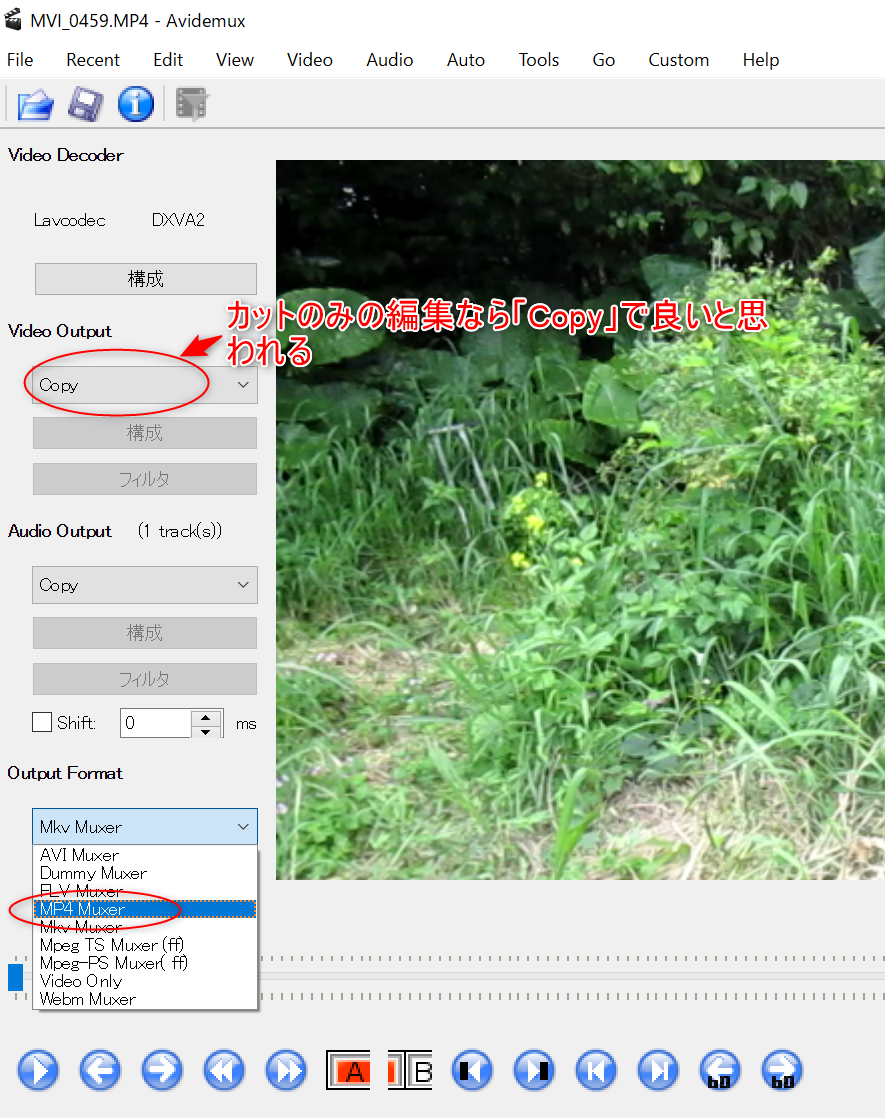 MVI_0459.MP4 - Avidemux
File Recent Edit View Video Audio Auto Tools Go Custom Help
Video Decoder
Lavcodec DXVA2
構成
カットのみの編集なら「Copy」で良いと思
われる
Video Output
Copy
構成
フィルタ
Audio Output (1 track(s))
Copy
構成
フィルタ
Shift: 0 ms
Output Format
Mkv Muxer
AVI Muxer
Dummy Muxer
FLV Muxer
MP4 Muxer
Mkv Muxer
Mpeg TS Muxer (ff)
Mpeg-PS Muxer( ff)
Video Only
Webm Muxer
A B 60 60